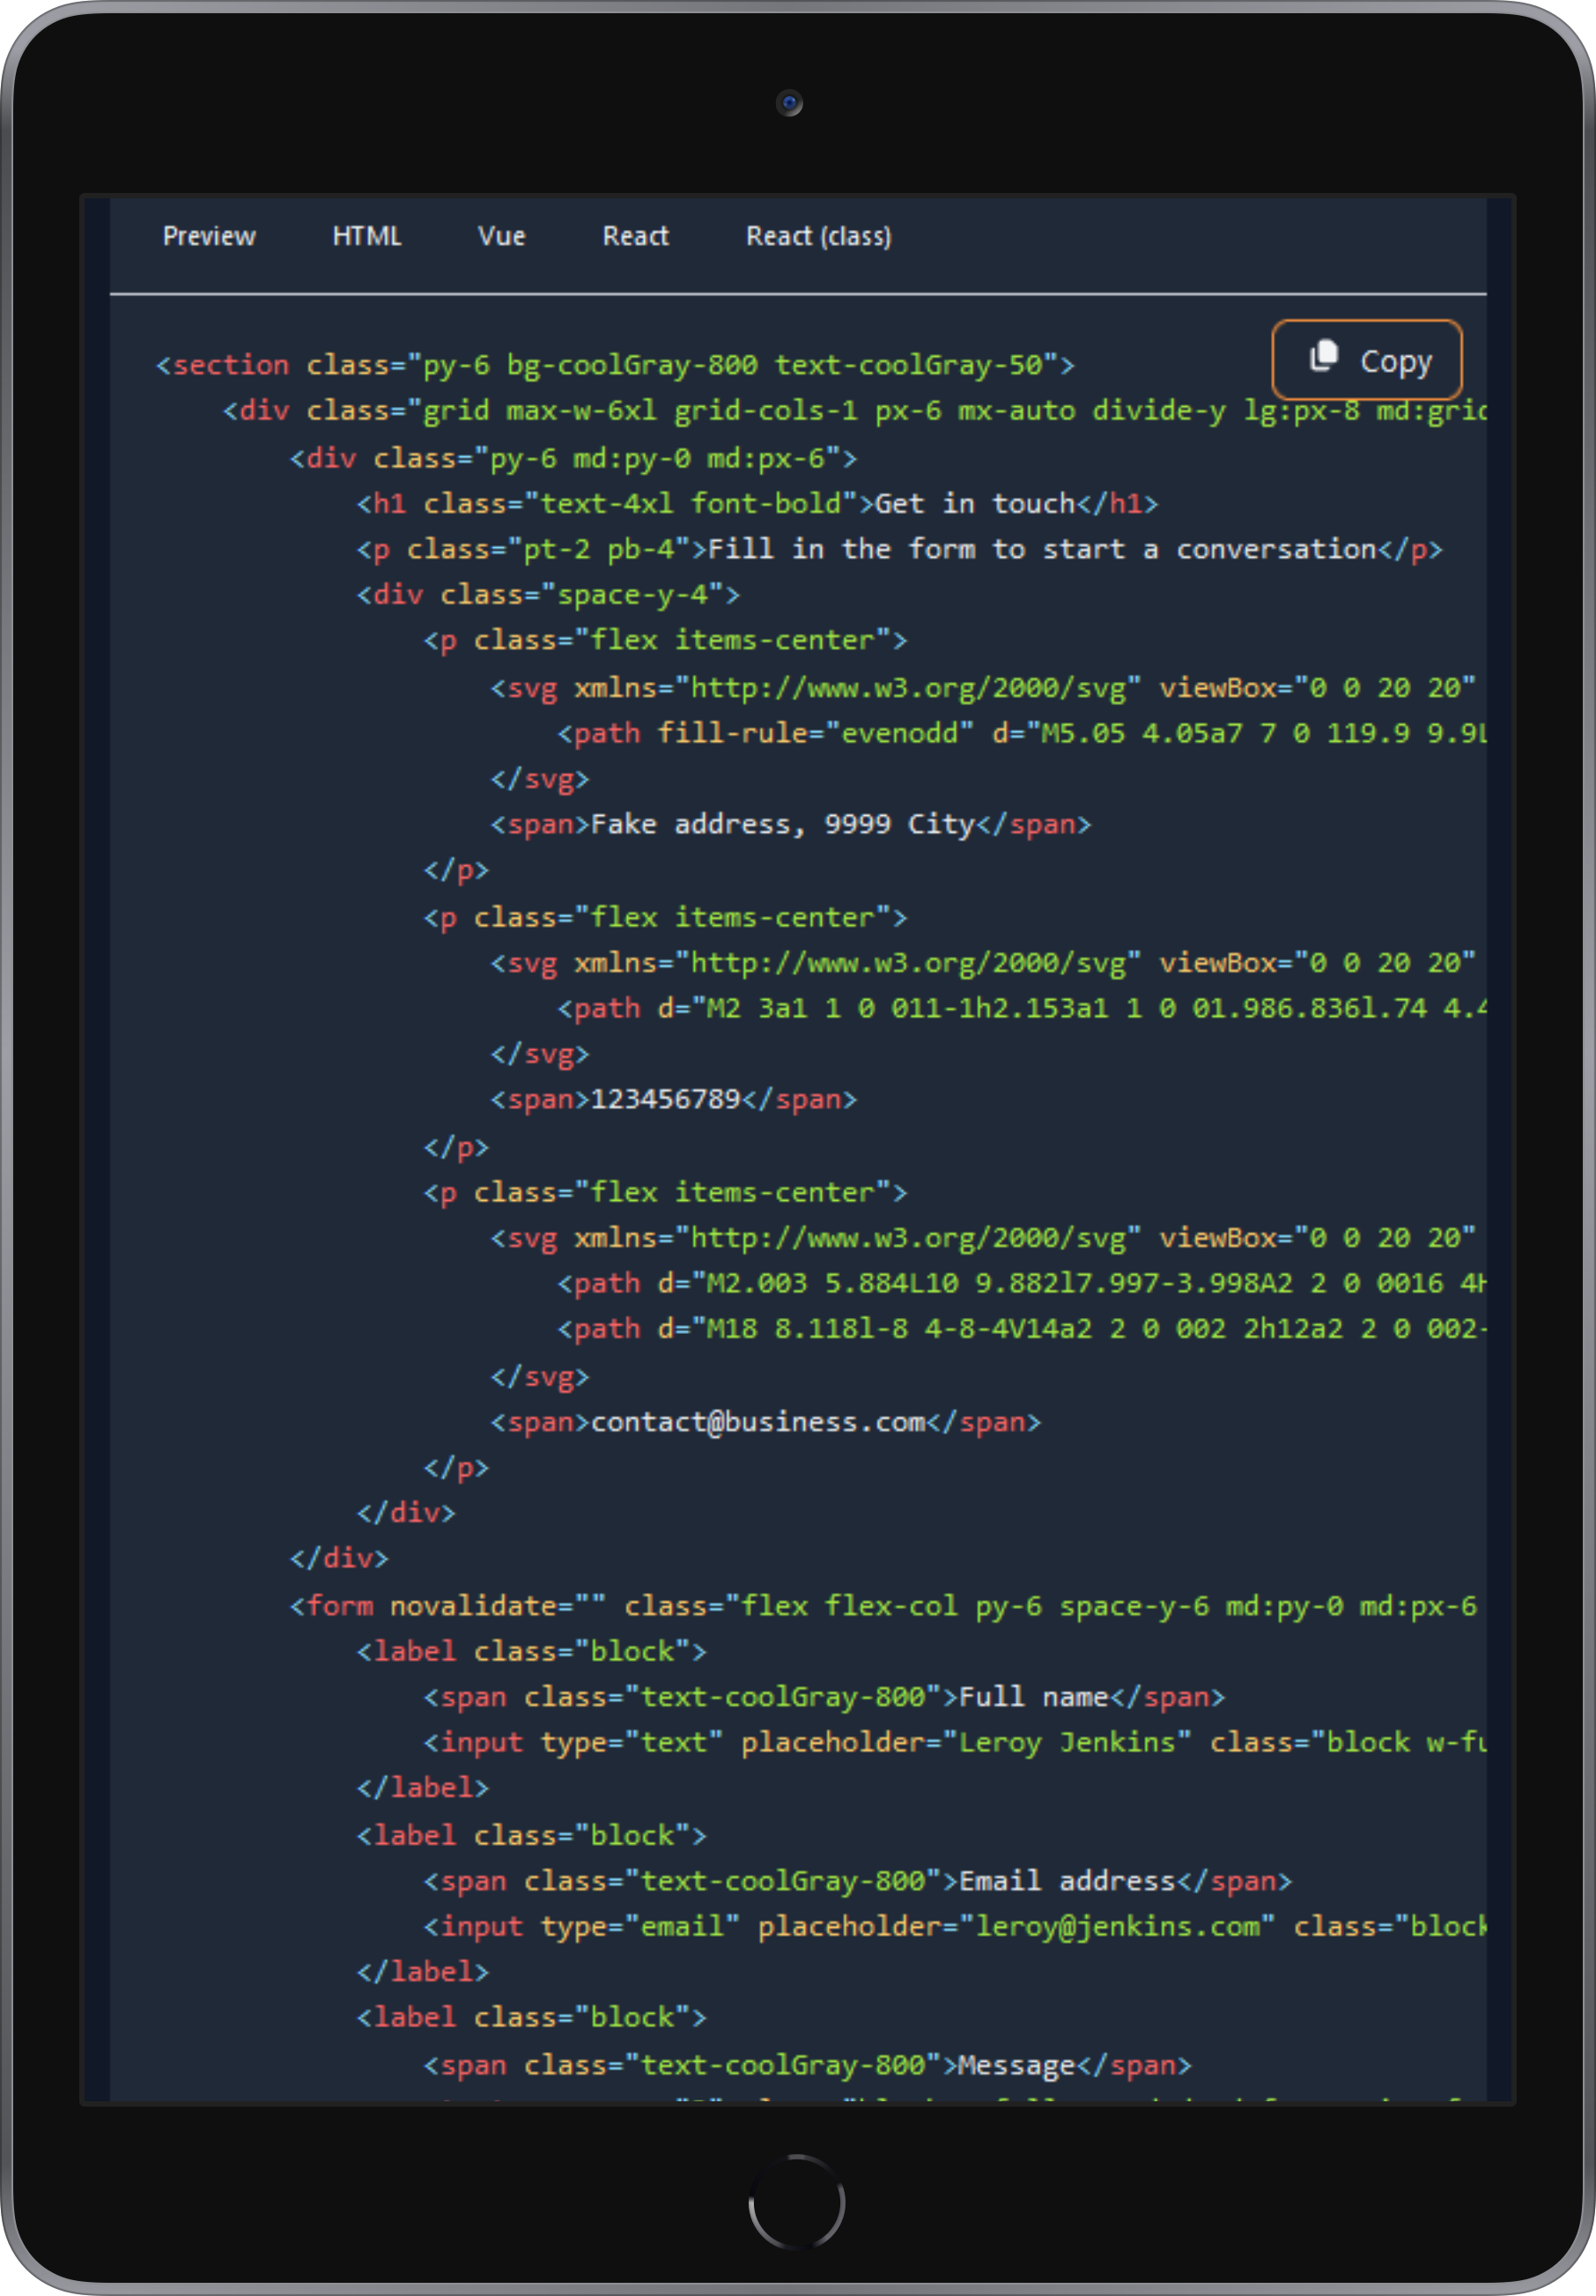 Preview HTML Vue React React (class)
Copy
<section class="py-6 bg-coolGray-800 text-coolGray-50">
<div class="grid max-w-6xl grid-cols-1 px-6 mx-auto divide-y lg:px-8 md:grid
<div class="py-6 md:py-0 md:px-6">
<h1 class="text-4xl font-bold">Get in touch</h1>
<p class="pt-2 pb-4">Fill in the form to start a conversation</p>
<div class="space-y-4">
<p class="flex items-center">
<svg xmlns="http://www.w3.org/2000/svg" viewBox="0 0 20 20"
<path fill-rule="evenodd" d="M5.05 4.05a7 7 0 119.9 9.9L
</svg>
<span>Fake address, 9999 City</span>
</p>
<p class="flex items-center">
<svg xmlns="http://www.w3.org/2000/svg" viewBox="0 0 20 20"
<path d="M2 3a1 1 0 011-1h2.153a1 1 0 01.986.836l.74 4.4
</svg>
<span>123456789</span>
</p>
<p class="flex items-center">
<svg xmlns="http://www.w3.org/2000/svg" viewBox="0 0 20 20"
<path d="M2.003 5.884L10 9.882l7.997-3.998A2 2 0 0016 4H
<path d="M18 8.118l-8 4-8-4V14a2 2 0 002 2h12a2 2 0 002-
</svg>
<span>contact@business.com</span>
</p>
</div>
</div>
<form novalidate="" class="flex flex-col py-6 space-y-6 md:py-0 md:px-6
<label class="block">
<span class="text-coolGray-800">Full name</span>
<input type="text" placeholder="Leroy Jenkins" class="block w-fu
</label>
<label class="block">
<span class="text-coolGray-800">Email address</span>
<input type="email" placeholder="leroy@jenkins.com" class="block
</label>
<label class="block">
<span class="text-coolGray-800">Message</span>